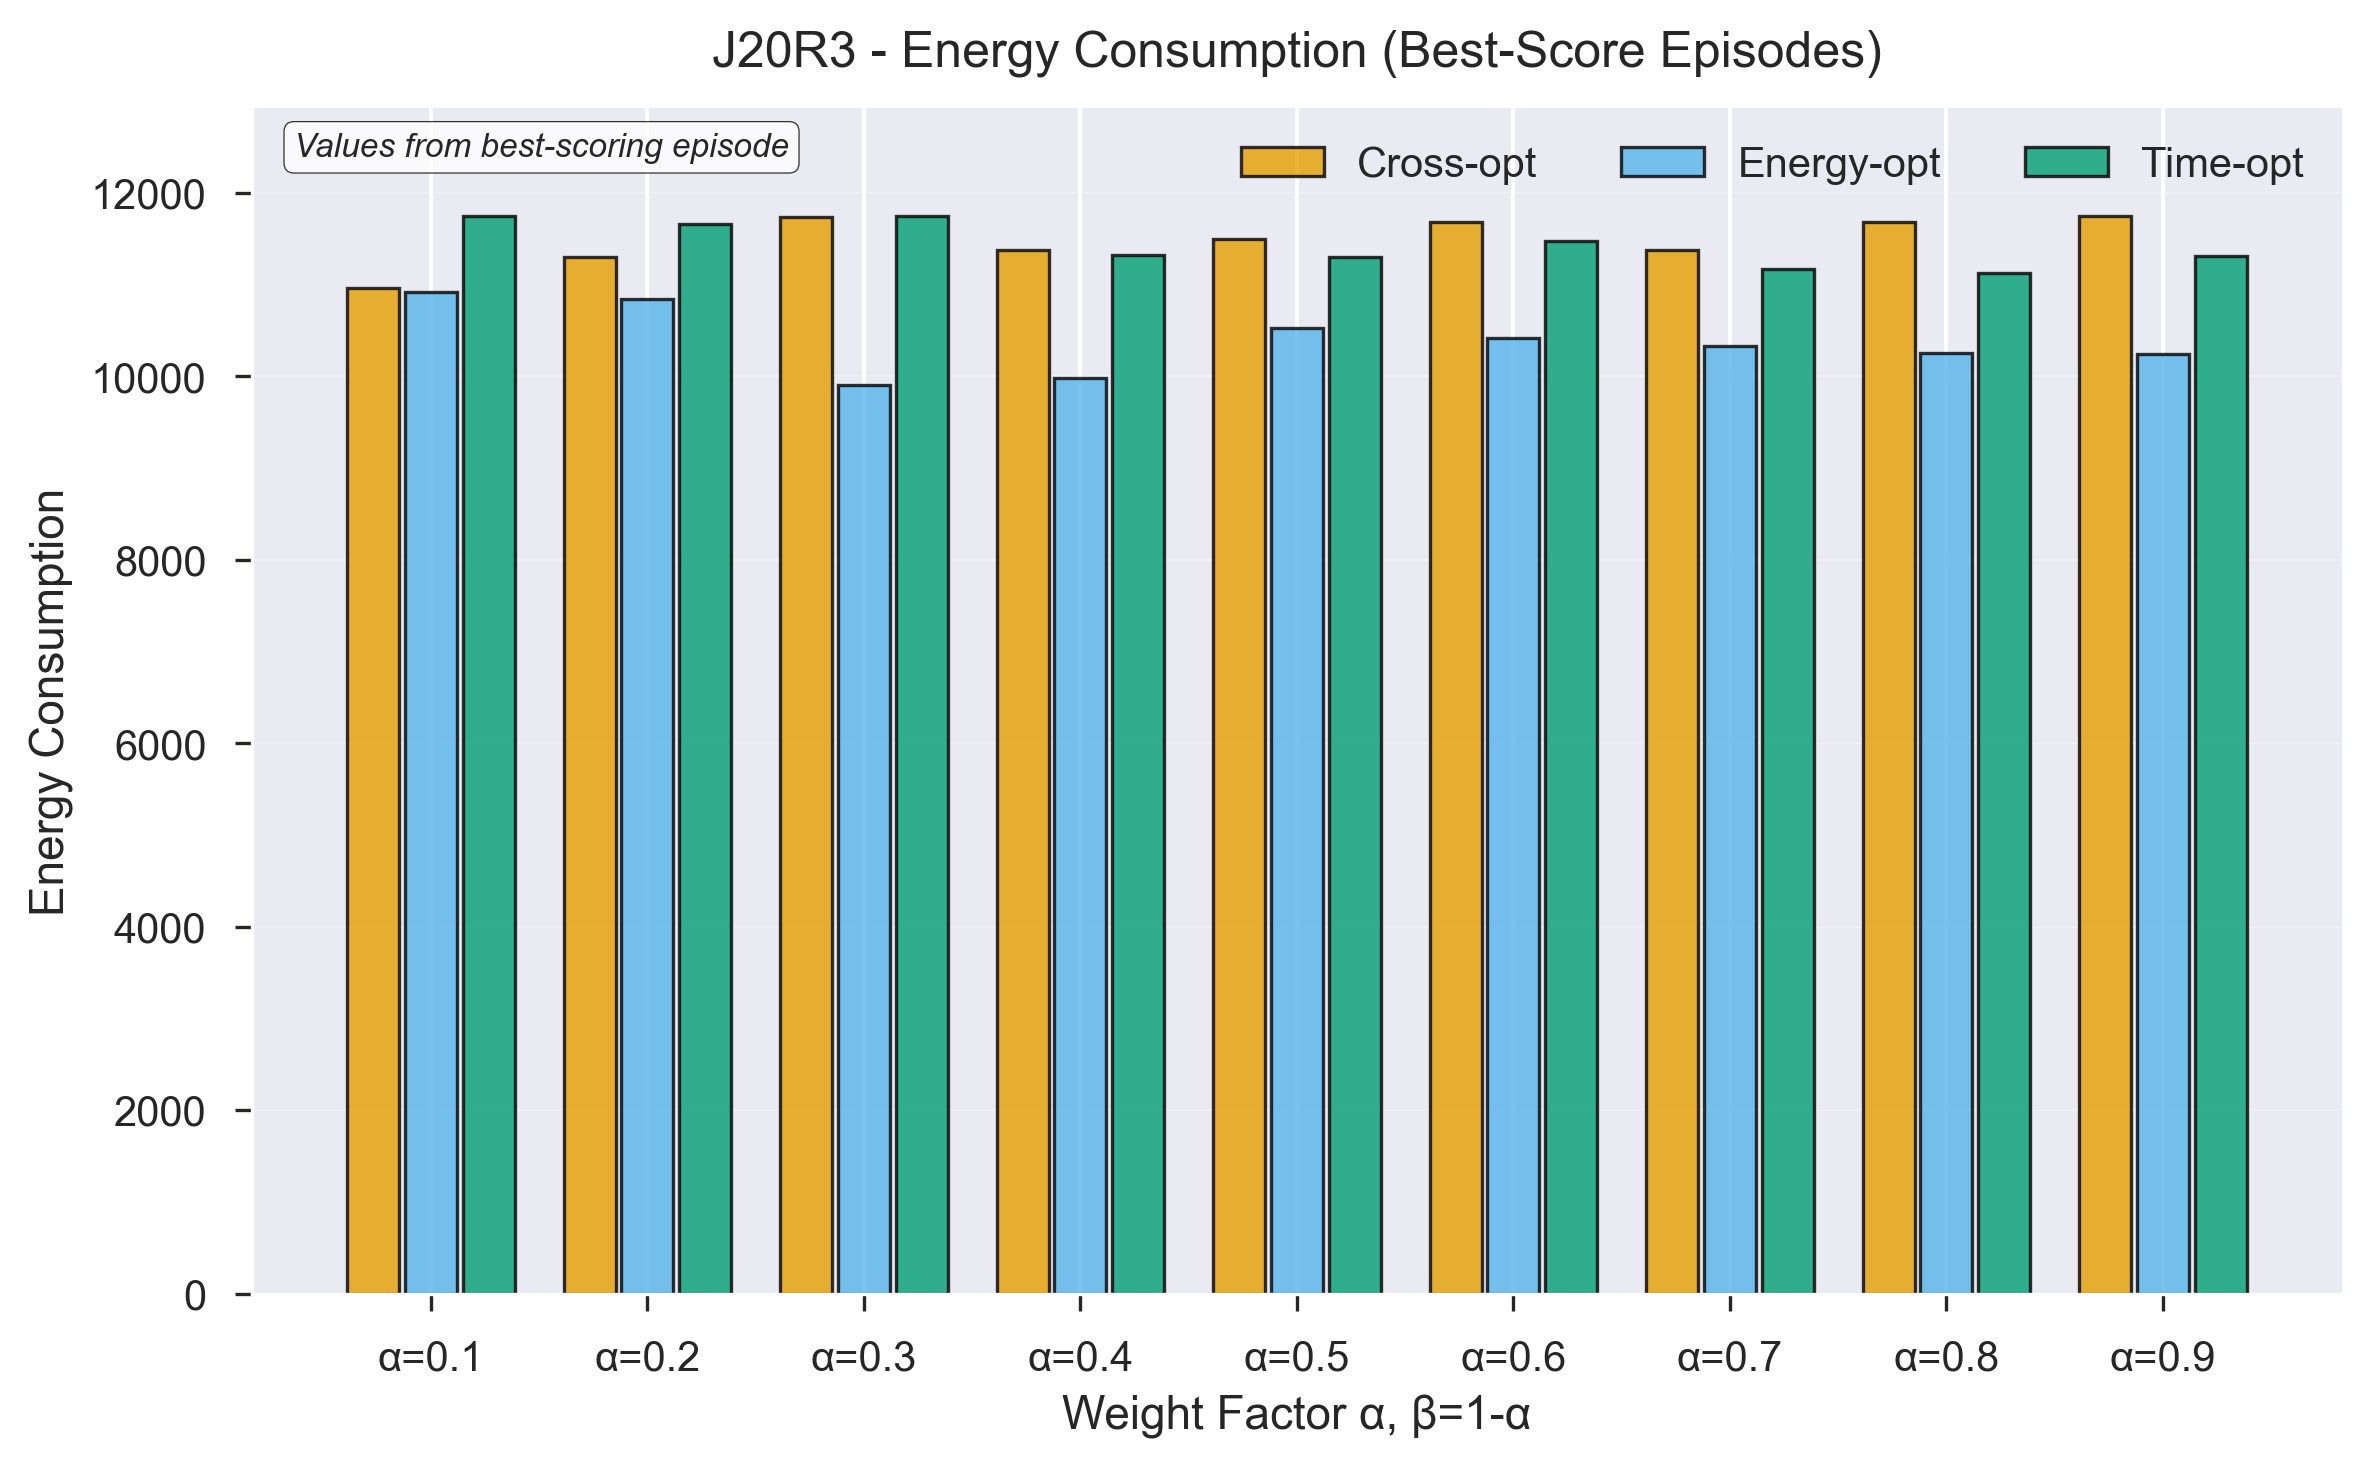 J20R3 - Energy Consumption (Best-Score Episodes)
Values from best-scoring episode
Cross-opt
Energy-opt
Time-opt
Energy Consumption
12000
10000
8000
6000
4000
2000
0
α=0.1
α=0.2
α=0.3
α=0.4
α=0.5
α=0.6
α=0.7
α=0.8
α=0.9
Weight Factor α, β=1-α